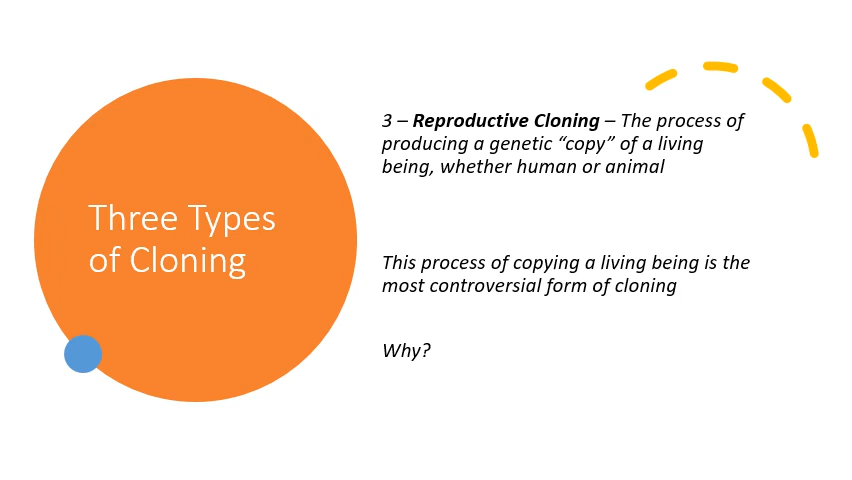 Three Types
of Cloning
3 – Reproductive Cloning – The process of
producing a genetic “copy” of a living
being, whether human or animal
This process of copying a living being is the
most controversial form of cloning
Why?